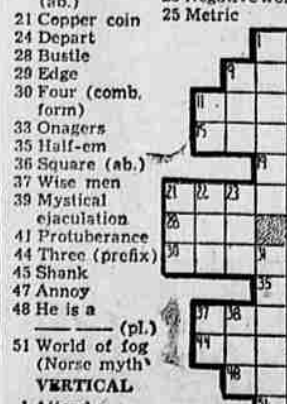 (ab.)
21 Copper coin
24 Depart
28 Bustle
29 Edge
30 Four (comb.
form)
33 Onagers
35 Half-em
36 Square (ab.)
37 Wise men
39 Mystical
ejaculation
41 Protuberance
44 Three (prefix)
45 Shank
47 Annoy
48 He is a
—— —— (pl.)
51 World of fog
(Norse myth)
VERTICAL
25 Metric
1
9
11
15
19
21 22 23
28
30 31
35
37 38
44
48
51